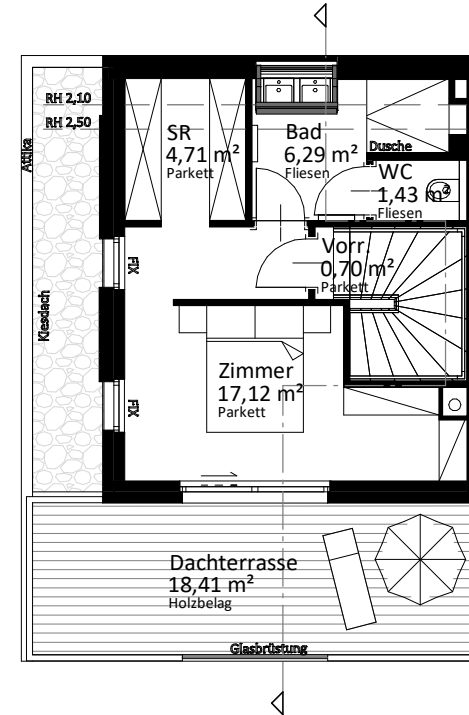 RH 2,10
RH 2,50
Attika
SR
4,71 m²
Parkett
Bad
6,29 m²
Fliesen
Dusche
WC
1,43 m²
Fliesen
Vorr.
0,70 m²
Parkett
FIX
Kiesdach
Zimmer
17,12 m²
Parkett
FIX
Dachterrasse
18,41 m²
Holzbelag
Glasbrüstung